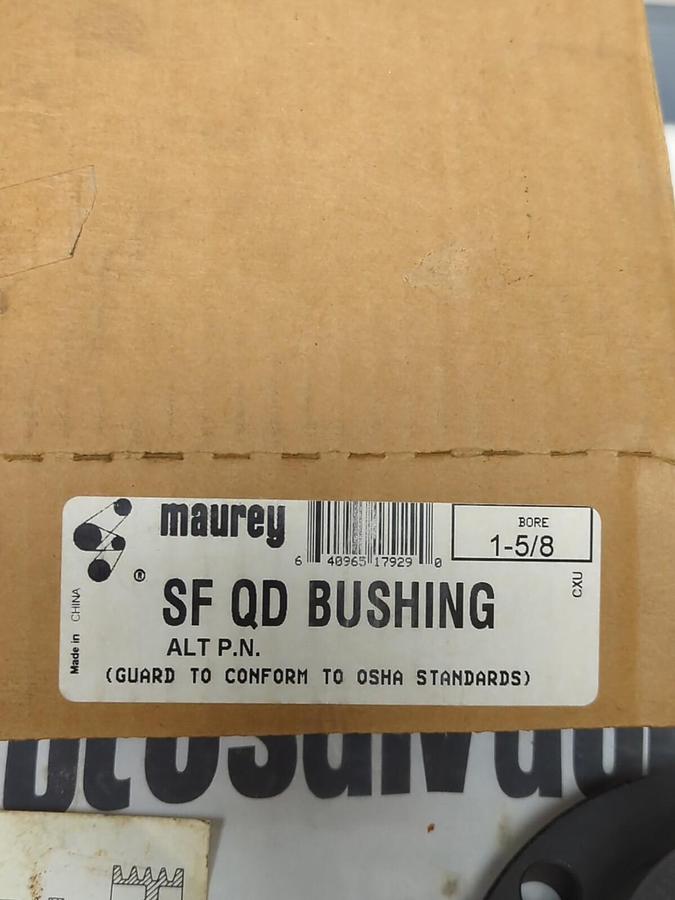 maurey
6 40965 17929 0
BORE
1-5/8
CXU
®
SF QD BUSHING
ALT P.N.
(GUARD TO CONFORM TO OSHA STANDARDS)
Made in CHINA